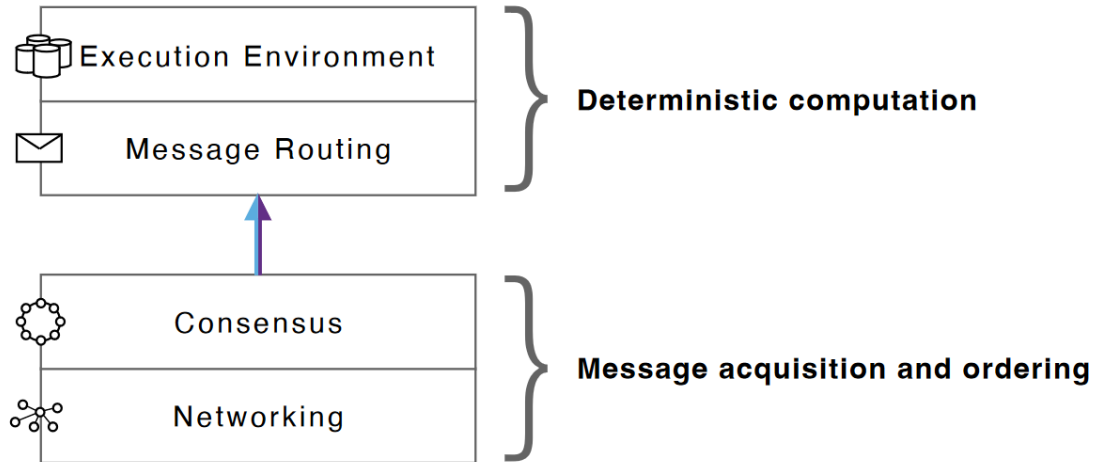 Execution Environment
Message Routing
Deterministic computation
Consensus
Networking
Message acquisition and ordering